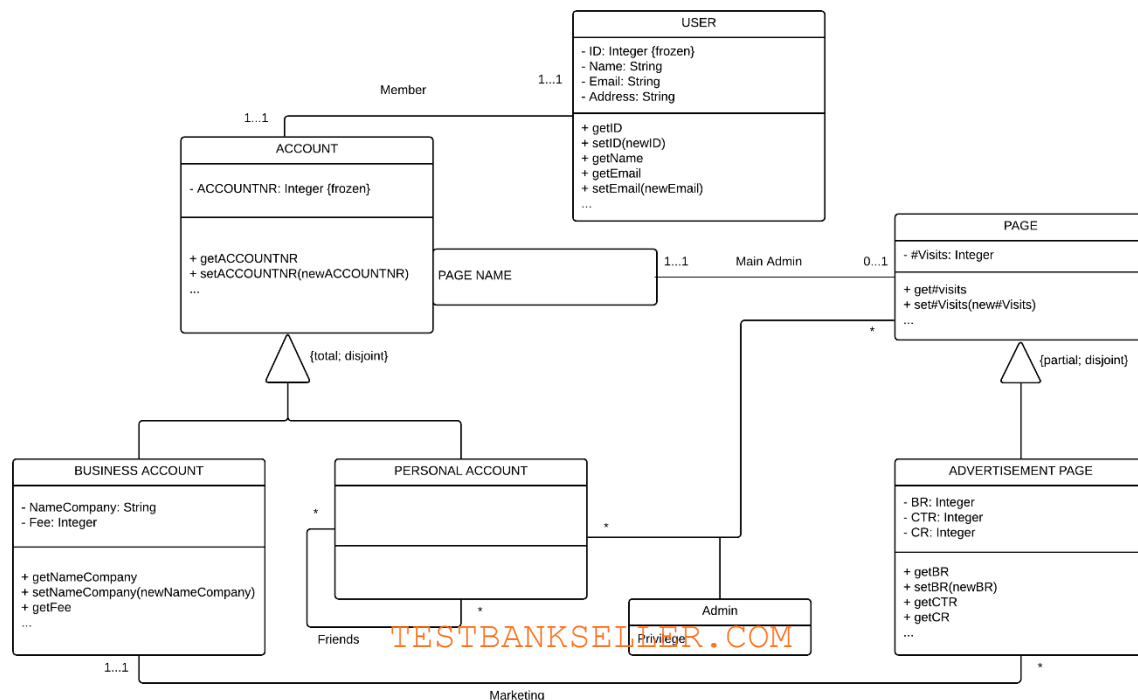 USER
- ID: Integer {frozen}
- Name: String
- Email: String
- Address: String
+ getID
+ setID(newID)
+ getName
+ getEmail
+ setEmail(newEmail)
...
Member
1...1
1...1
ACCOUNT
- ACCOUNTNR: Integer {frozen}
+ getACCOUNTNR
+ setACCOUNTNR(newACCOUNTNR)
...
PAGE NAME
1...1
Main Admin
0...1
PAGE
- #Visits: Integer
+ get#visits
+ set#Visits(new#Visits)
...
*
{total; disjoint}
{partial; disjoint}
BUSINESS ACCOUNT
- NameCompany: String
- Fee: Integer
+ getNameCompany
+ setNameCompany(newNameCompany)
+ getFee
...
PERSONAL ACCOUNT
*
*
*
Friends
Admin
Privilege
TESTBANKSELLER.COM
ADVERTISEMENT PAGE
- BR: Integer
- CTR: Integer
- CR: Integer
+ getBR
+ setBR(newBR)
+ getCTR
+ getCR
...
1...1
*
Marketing